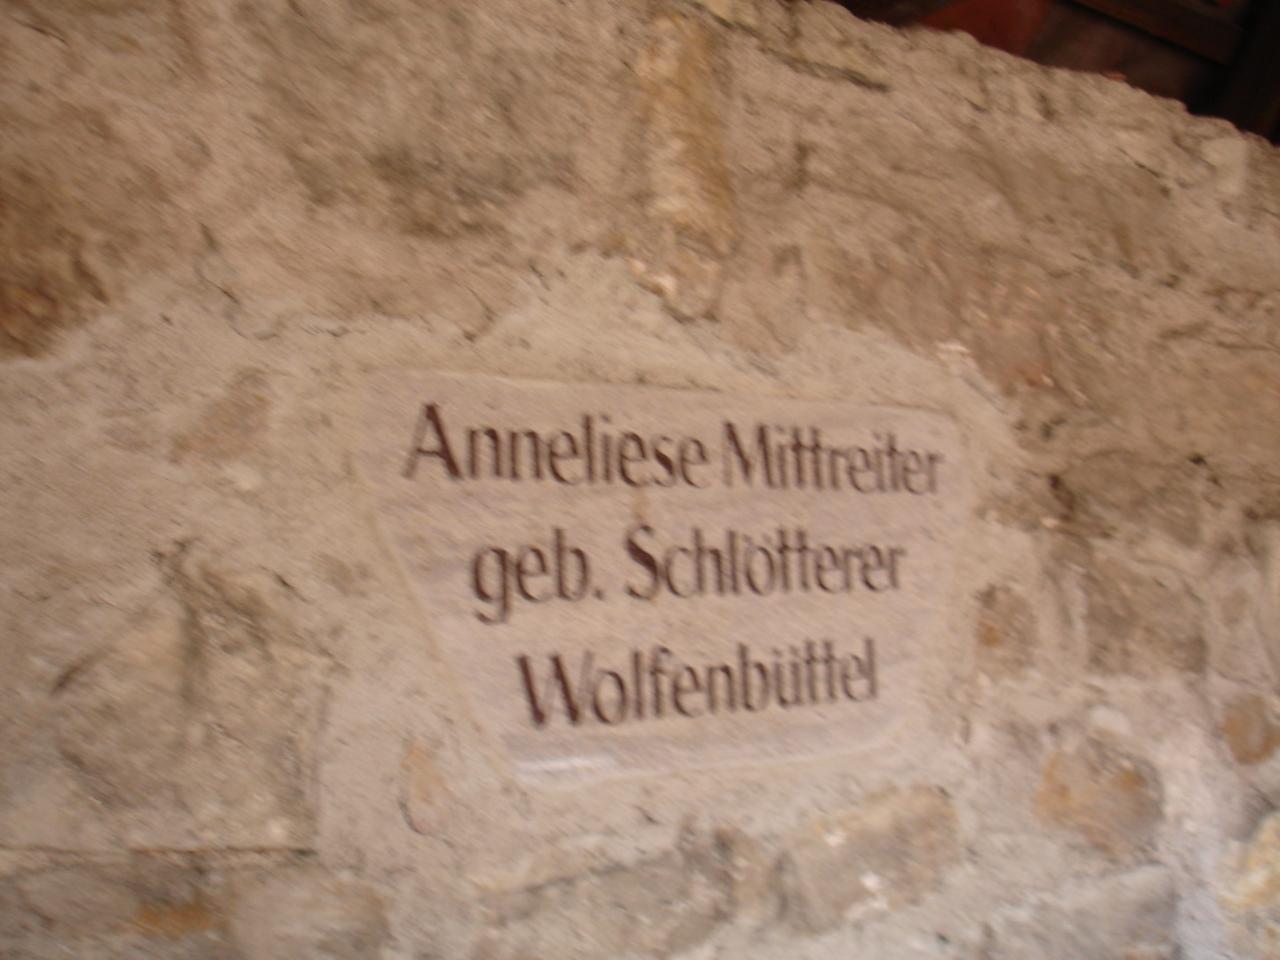 Anneliese Mittreiter
geb. Schlötterer
Wolfenbüttel